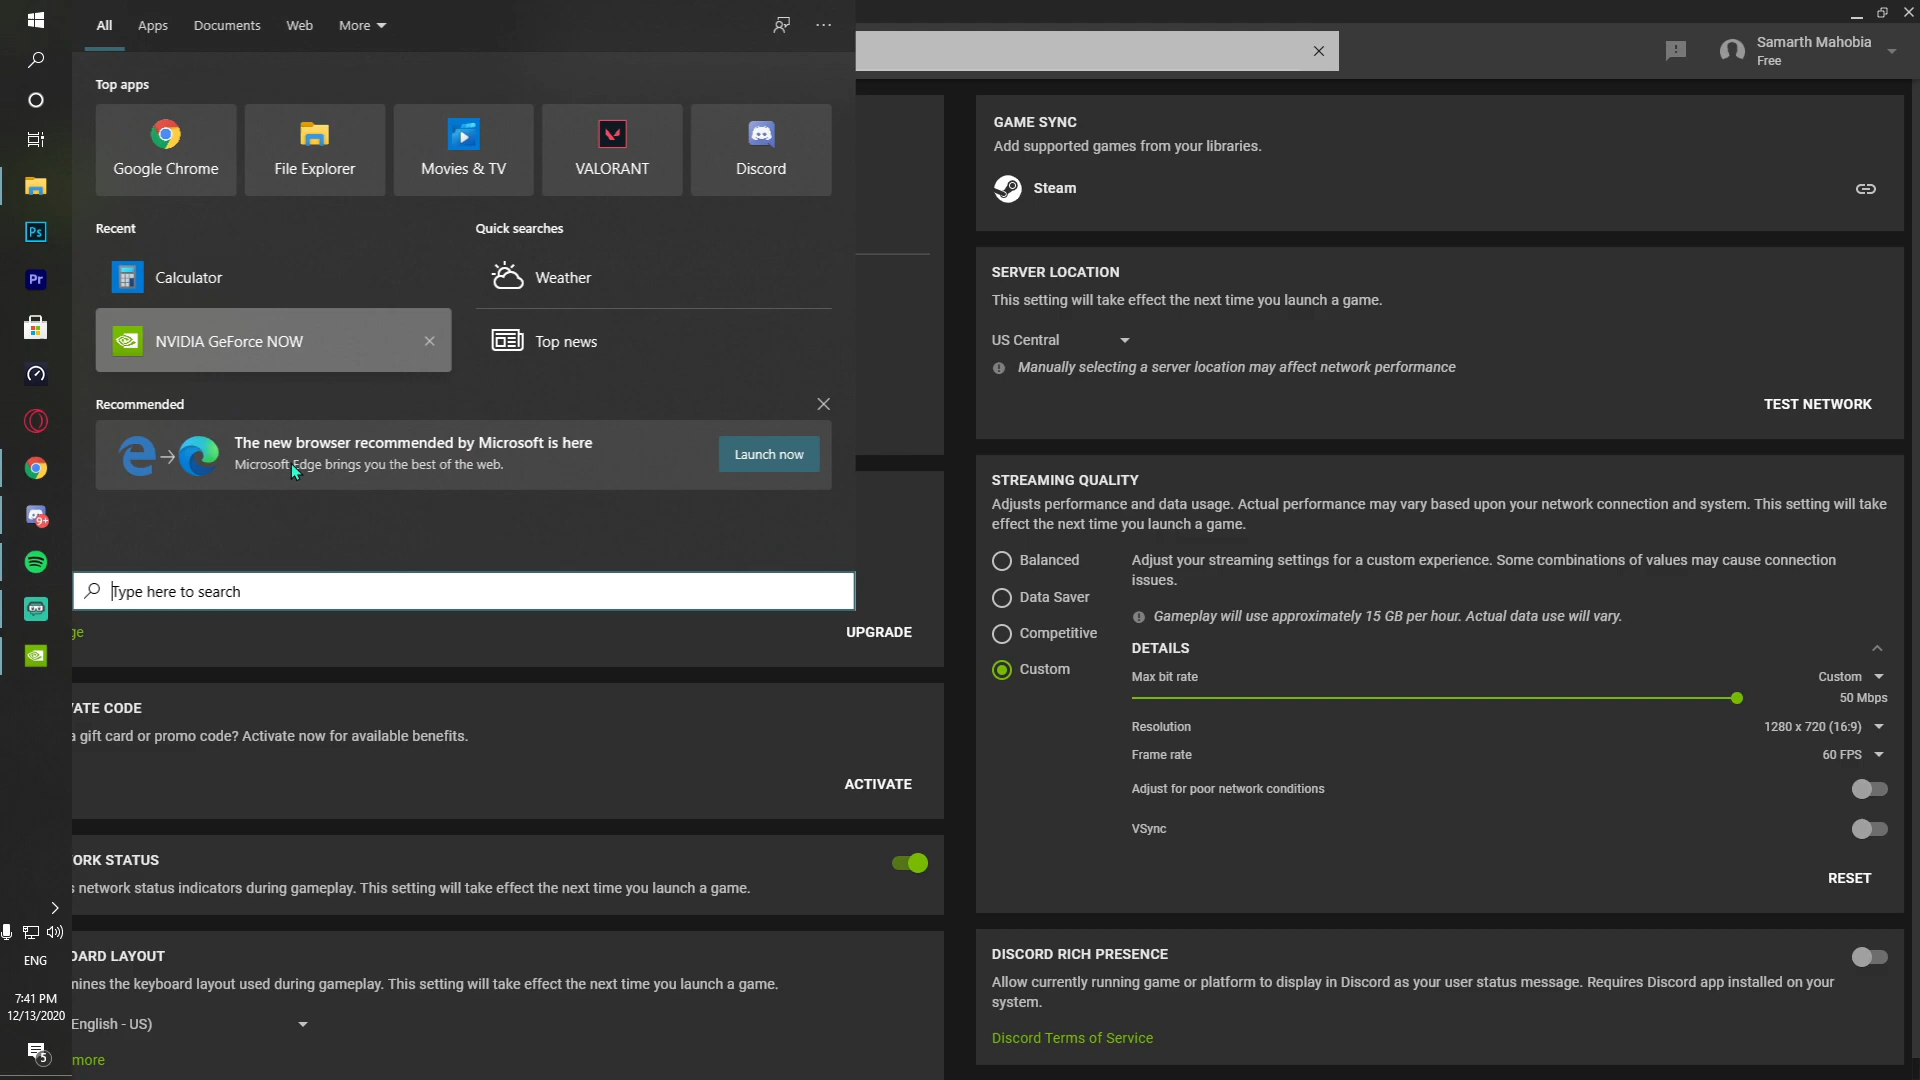 All
Apps
Documents
Web
More
Top apps
Google Chrome
File Explorer
Movies & TV
VALORANT
Discord
Recent
Calculator
NVIDIA GeForce NOW
Quick searches
Weather
Top news
Recommended
The new browser recommended by Microsoft is here
Microsoft Edge brings you the best of the web.
Launch now
Type here to search
ge
UPGRADE
ATE CODE
gift card or promo code? Activate now for available benefits.
ACTIVATE
ORK STATUS
network status indicators during gameplay. This setting will take effect the next time you launch a game.
OARD LAYOUT
mines the keyboard layout used during gameplay. This setting will take effect the next time you launch a game.
English - US)
more
Samarth Mahobia
Free
GAME SYNC
Add supported games from your libraries.
Steam
SERVER LOCATION
This setting will take effect the next time you launch a game.
US Central
Manually selecting a server location may affect network performance
TEST NETWORK
STREAMING QUALITY
Adjusts performance and data usage. Actual performance may vary based upon your network connection and system. This setting will take
effect the next time you launch a game.
Balanced
Data Saver
Competitive
Custom
Adjust your streaming settings for a custom experience. Some combinations of values may cause connection
issues.
Gameplay will use approximately 15 GB per hour. Actual data use will vary.
DETAILS
Max bit rate
Custom
50 Mbps
Resolution
1280 x 720 (16:9)
Frame rate
60 FPS
Adjust for poor network conditions
VSync
RESET
DISCORD RICH PRESENCE
Allow currently running game or platform to display in Discord as your user status message. Requires Discord app installed on your
system.
Discord Terms of Service
Ps
Pr
9+
ENG
7:41 PM
12/13/2020
5